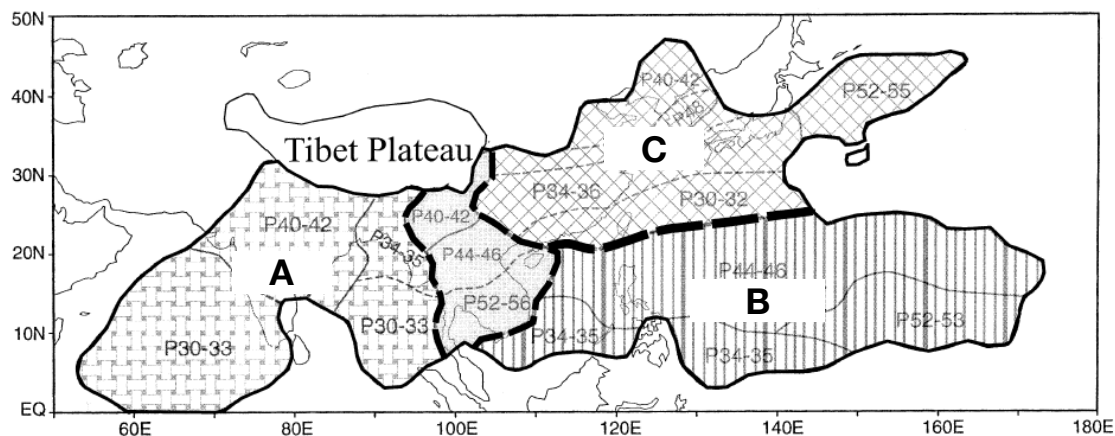 50N
40N
30N
20N
10N
EQ
P40-42
P52-55
P48
Tibet Plateau
C
P34-36
P30-32
P40-42
P40-42
P34-35
P44-46
A
P44-46
B
P52-56
P30-33
P30-33
P34-35
P52-53
P34-35
60E
80E
100E
120E
140E
160E
180E